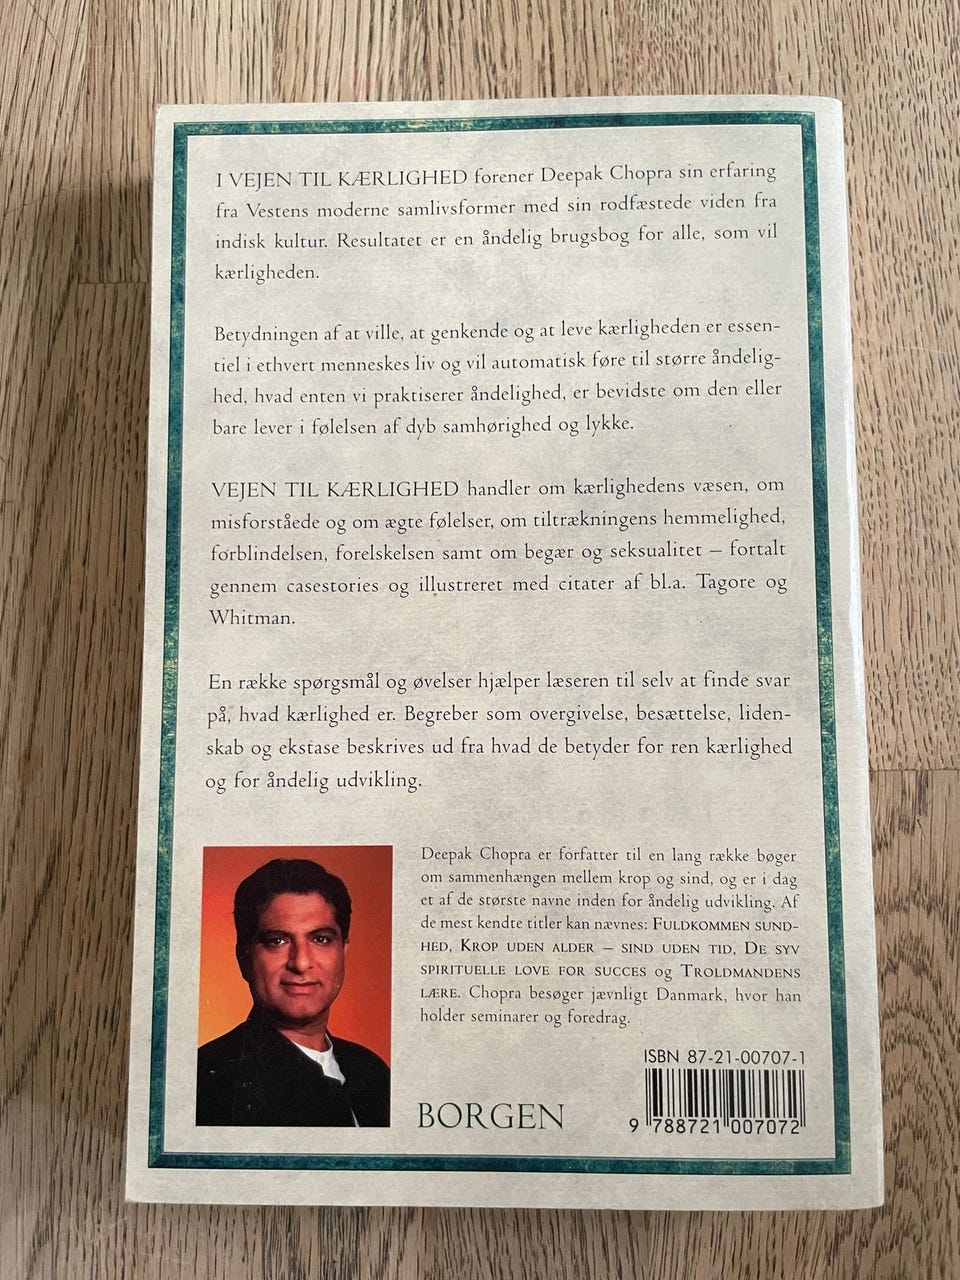 I VEJEN TIL KÆRLIGHED forener Deepak Chopra sin erfaring
fra Vestens moderne samlivsformer med sin rodfæstede viden fra
indisk kultur. Resultatet er en åndelig brugsbog for alle, som vil
kærligheden.
Betydningen af at ville, at genkende og at leve kærligheden er essen-
tiel i ethvert menneskes liv og vil automatisk føre til større åndelig-
hed, hvad enten vi praktiserer åndelighed, er bevidste om den eller
bare lever i følelsen af dyb samhørighed og lykke.
VEJEN TIL KÆRLIGHED handler om kærlighedens væsen, om
misforståede og om ægte følelser, om tiltrækningens hemmelighed,
forblindelsen, forelskelsen samt om begær og seksualitet – fortalt
gennem casestories og illustreret med citater af bl.a. Tagore og
Whitman.
En række spørgsmål og øvelser hjælper læseren til selv at finde svar
på, hvad kærlighed er. Begreber som overgivelse, besættelse, liden-
skab og ekstase beskrives ud fra hvad de betyder for ren kærlighed
og for åndelig udvikling.
Deepak Chopra er forfatter til en lang række bøger
om sammenhængen mellem krop og sind, og er i dag
et af de største navne inden for åndelig udvikling. Af
de mest kendte titler kan nævnes: FULDKOMMEN SUND-
HED, KROP UDEN ALDER – SIND UDEN TID, DE SYV
SPIRITUELLE LOVE FOR SUCCES og TROLDMANDENS
LÆRE. Chopra besøger jævnligt Danmark, hvor han
holder seminarer og foredrag.
ISBN 87-21-00707-1
BORGEN
9 788721 007072